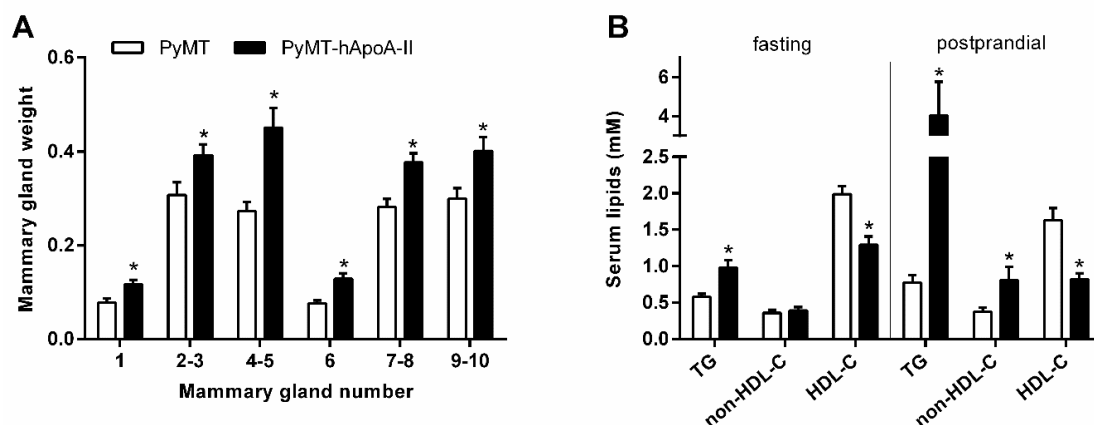 A
PyMT PyMT-hApoA-II
Mammary gland weight
0.6
0.4
0.2
0.0
* * * * * *
1 2-3 4-5 6 7-8 9-10
Mammary gland number
B
fasting postprandial
Serum lipids (mM)
6
4
2.5
2.0
1.5
1.0
0.5
0.0
* * * * *
TG non-HDL-C HDL-C TG non-HDL-C HDL-C